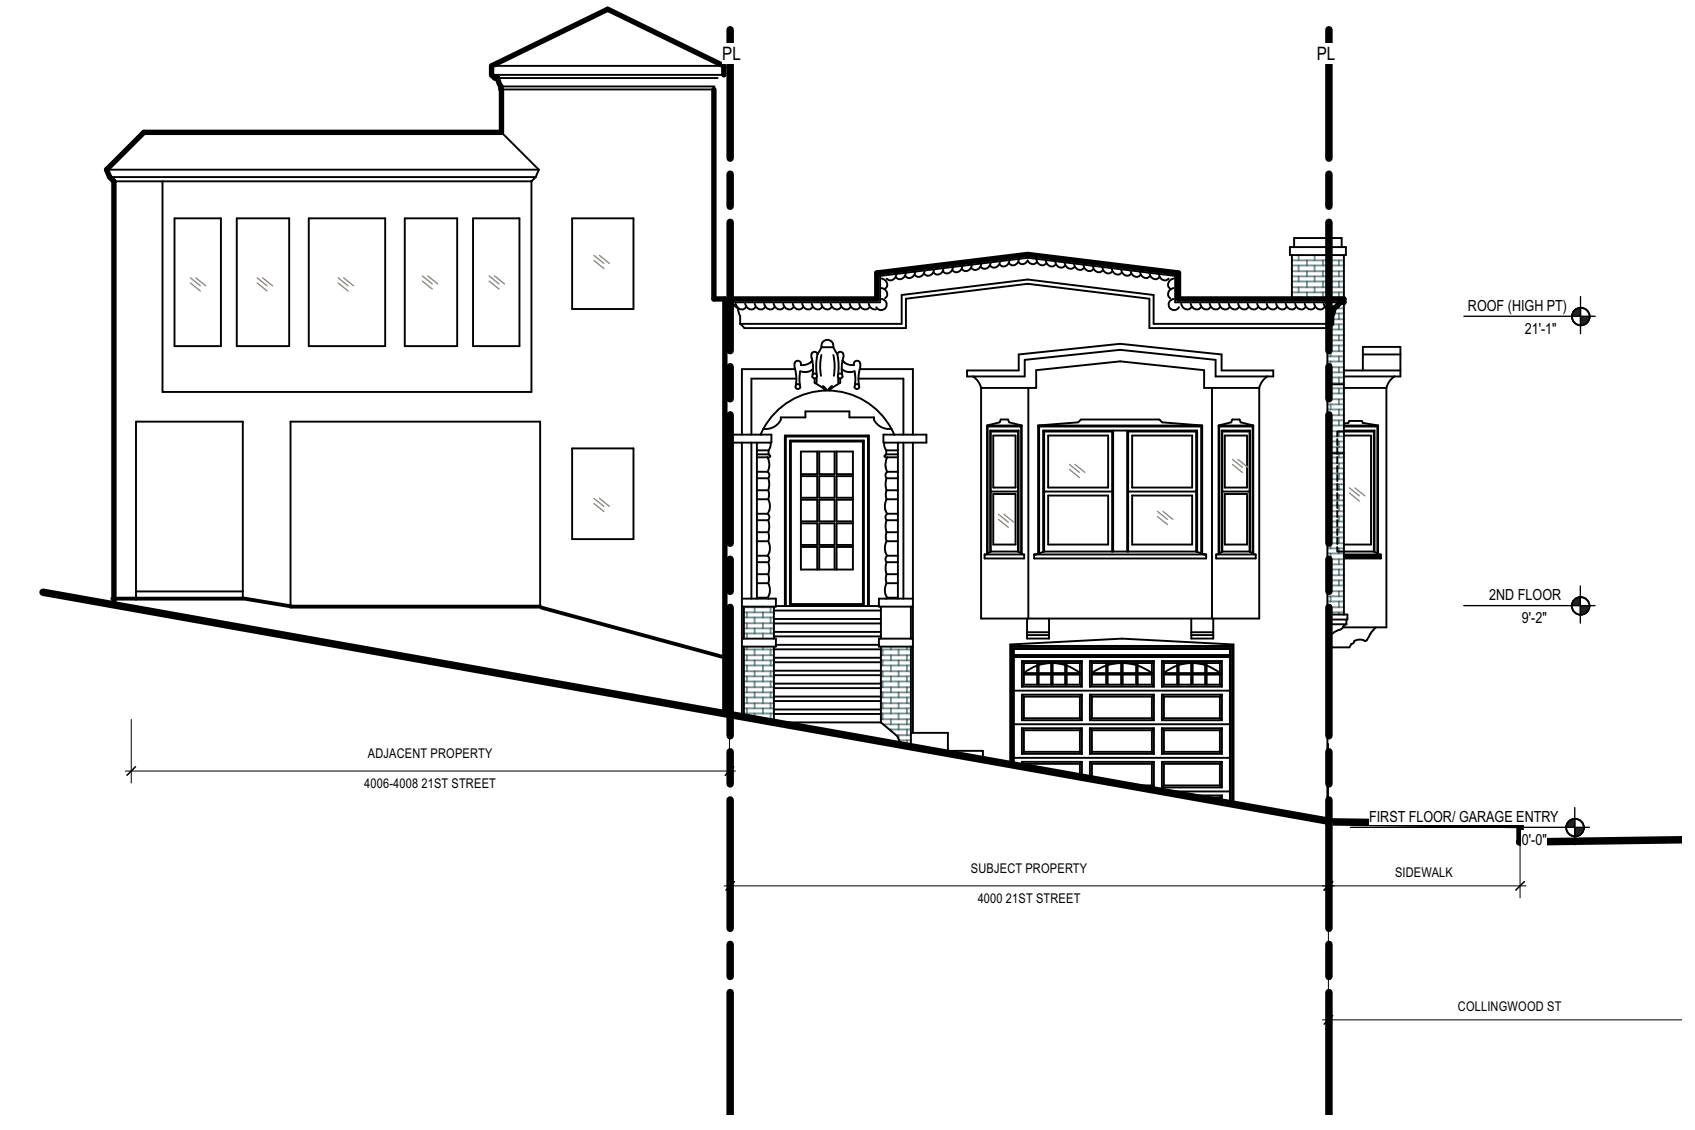 PL
PL
ROOF (HIGH PT)
21'-1"
2ND FLOOR
9'-2"
ADJACENT PROPERTY
4006-4008 21ST STREET
FIRST FLOOR/ GARAGE ENTRY
0'-0"
SUBJECT PROPERTY
4000 21ST STREET
SIDEWALK
COLLINGWOOD ST